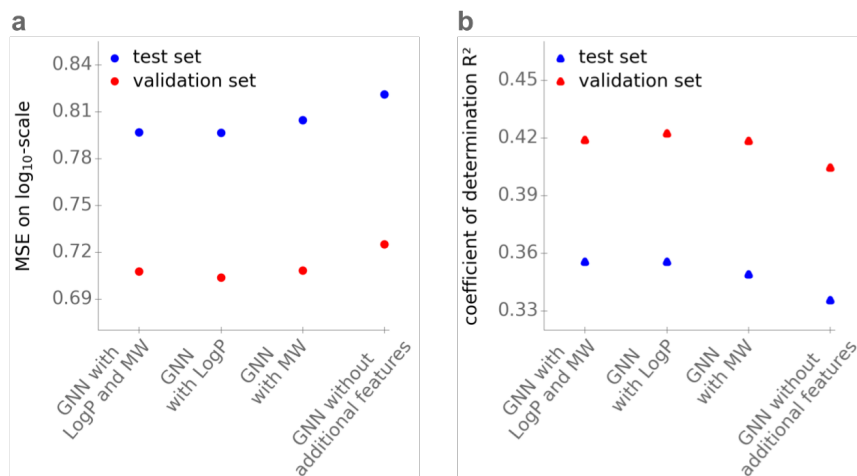 a
MSE on log₁₀-scale
0.84
0.81
0.78
0.75
0.72
0.69
test set
validation set
GNN with
LogP and MW
GNN
with LogP
GNN
with MW
GNN without
additional features
b
coefficient of determination R²
0.45
0.42
0.39
0.36
0.33
test set
validation set
GNN with
LogP and MW
GNN
with LogP
GNN
with MW
GNN without
additional features